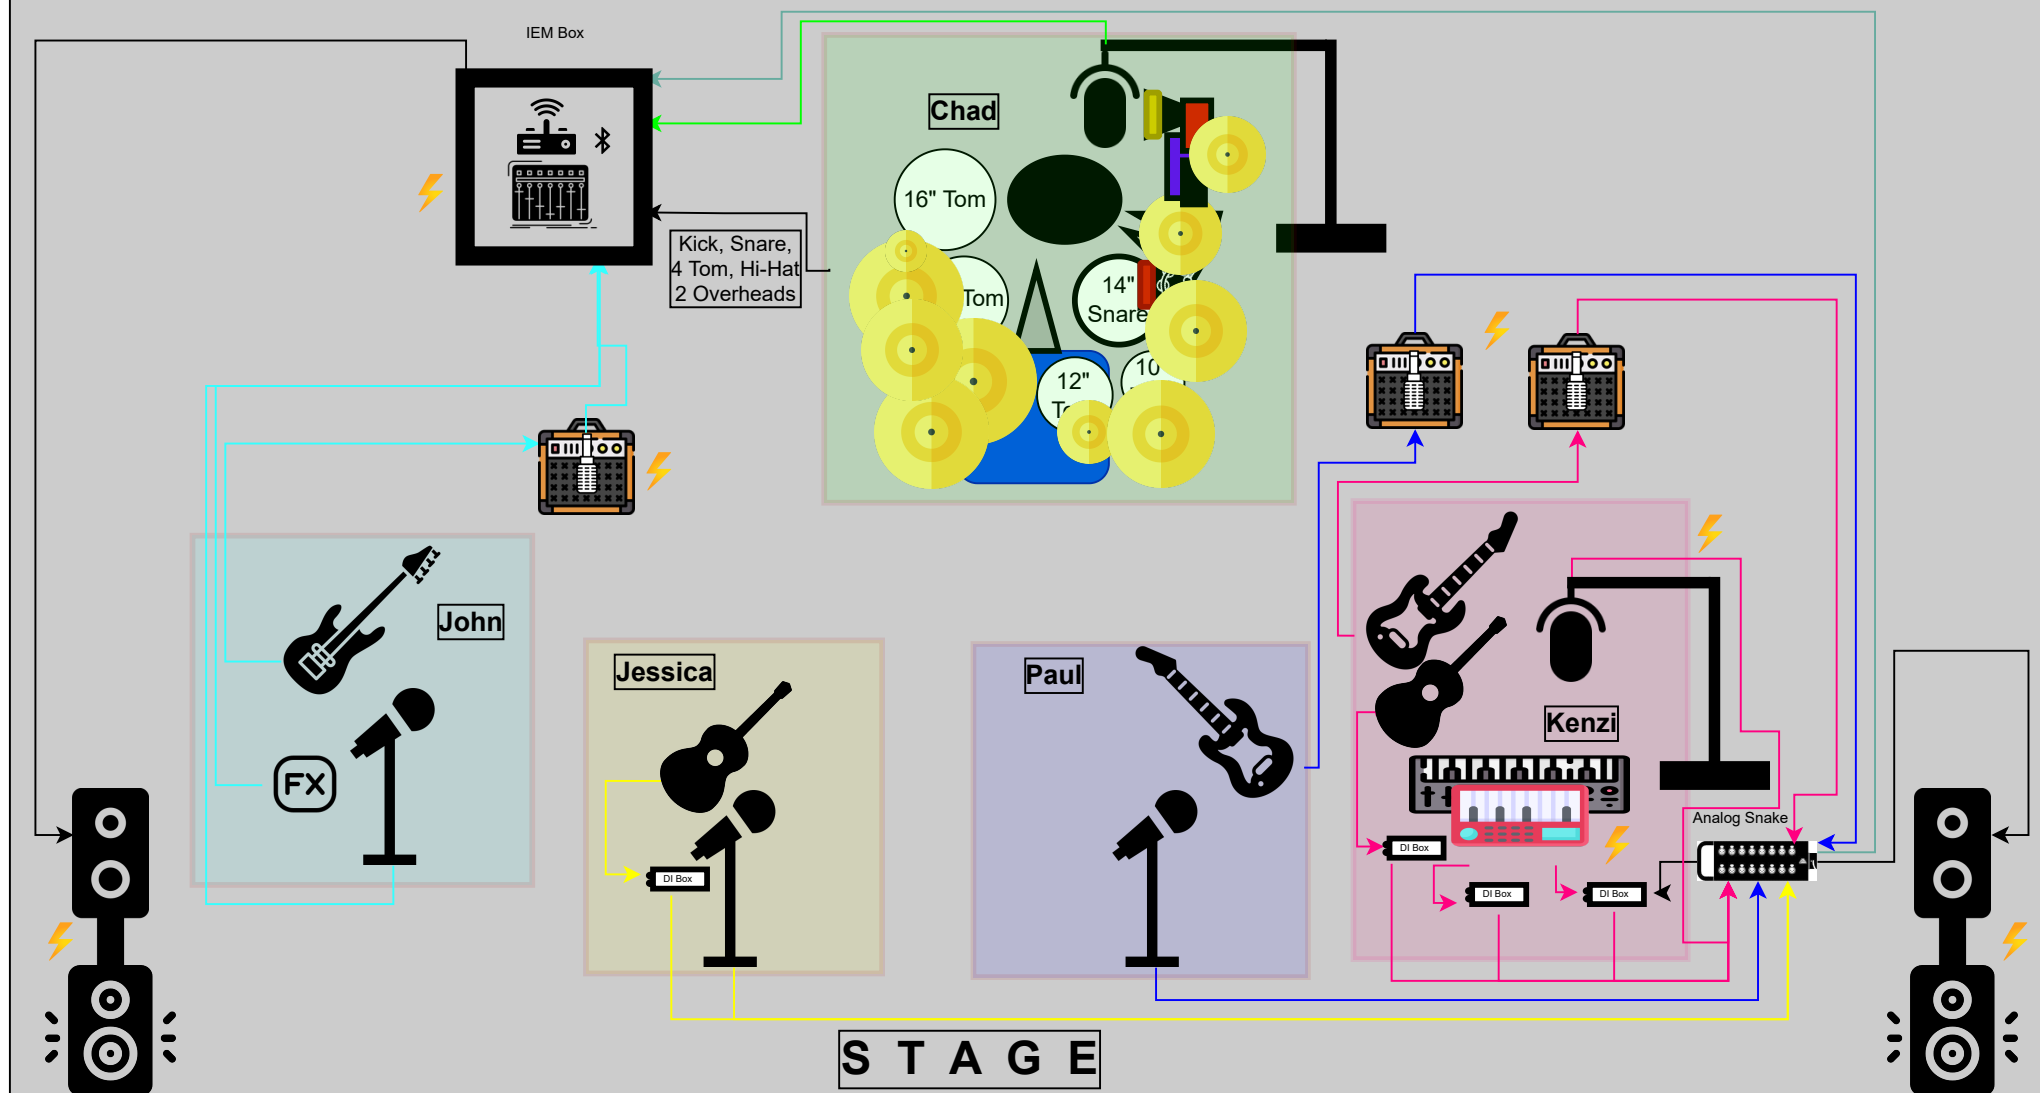 IEM Box
Chad
16" Tom
Kick, Snare,
4 Tom, Hi-Hat
2 Overheads
Tom
14"
Snare
12"
10
John
Jessica
Paul
Kenzi
FX
Analog Snake
DI Box
DI Box
DI Box
DI Box
S T A G E